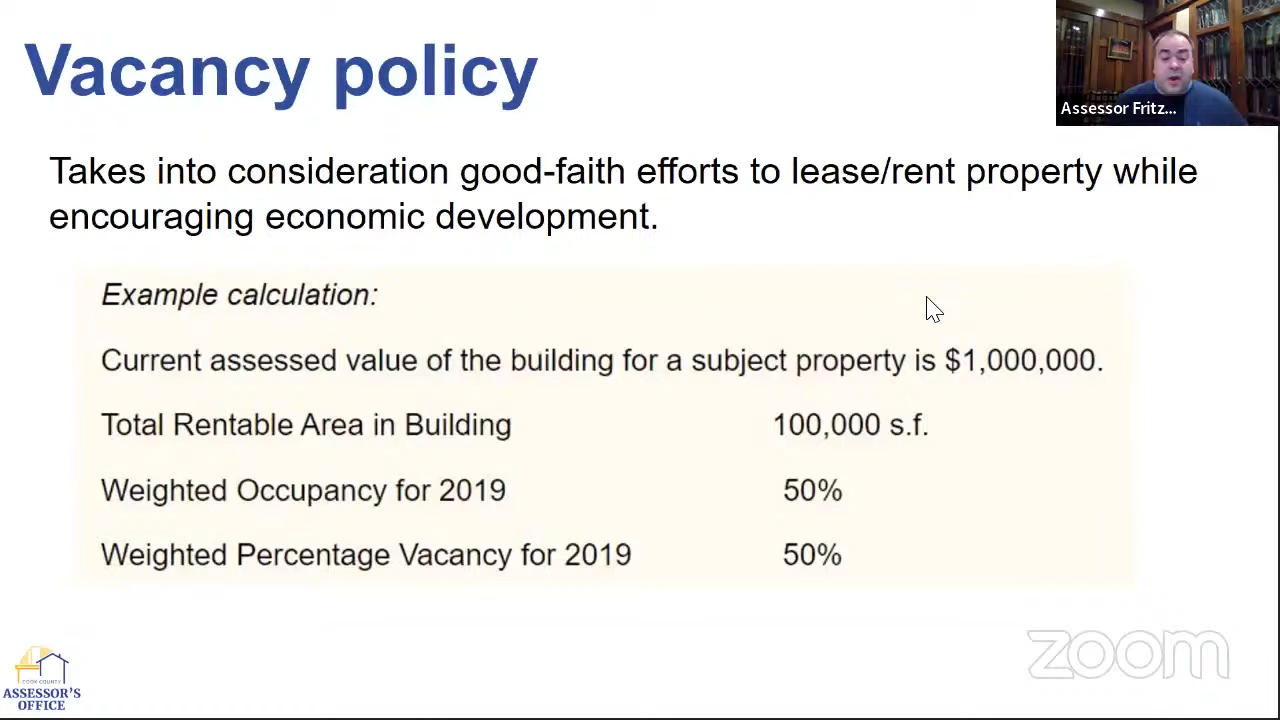 Vacancy policy
Assessor Fritz...
Takes into consideration good-faith efforts to lease/rent property while
encouraging economic development.
Example calculation:
Current assessed value of the building for a subject property is $1,000,000.
Total Rentable Area in Building 100,000 s.f.
Weighted Occupancy for 2019 50%
Weighted Percentage Vacancy for 2019 50%
zoom
COOK COUNTY
ASSESSOR'S
OFFICE